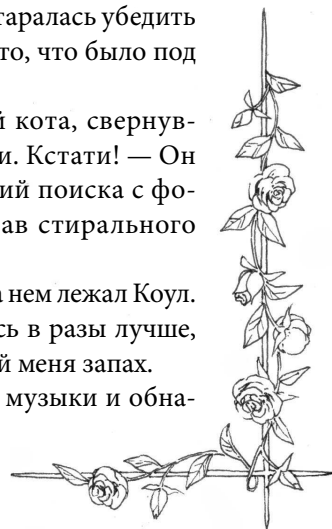 таралась убедить
то, что было под
й кота, свернув-
и. Кстати! — Он
ий поиска с фо-
ав стирального
а нем лежал Коул.
сь в разы лучше,
й меня запах.
музыки и обна-